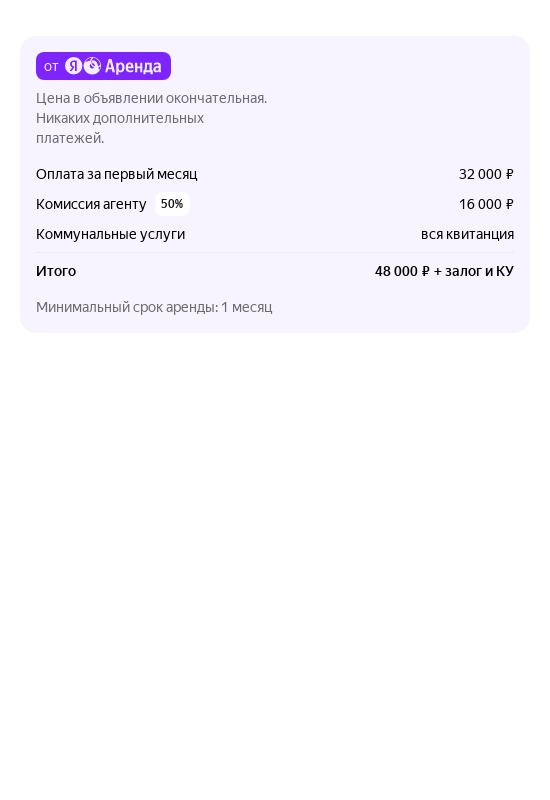 от Я Аренда
Цена в объявлении окончательная.
Никаких дополнительных
платежей.
Оплата за первый месяц 32 000 ₽
Комиссия агенту 50% 16 000 ₽
Коммунальные услуги вся квитанция
Итого 48 000 ₽ + залог и КУ
Минимальный срок аренды: 1 месяц